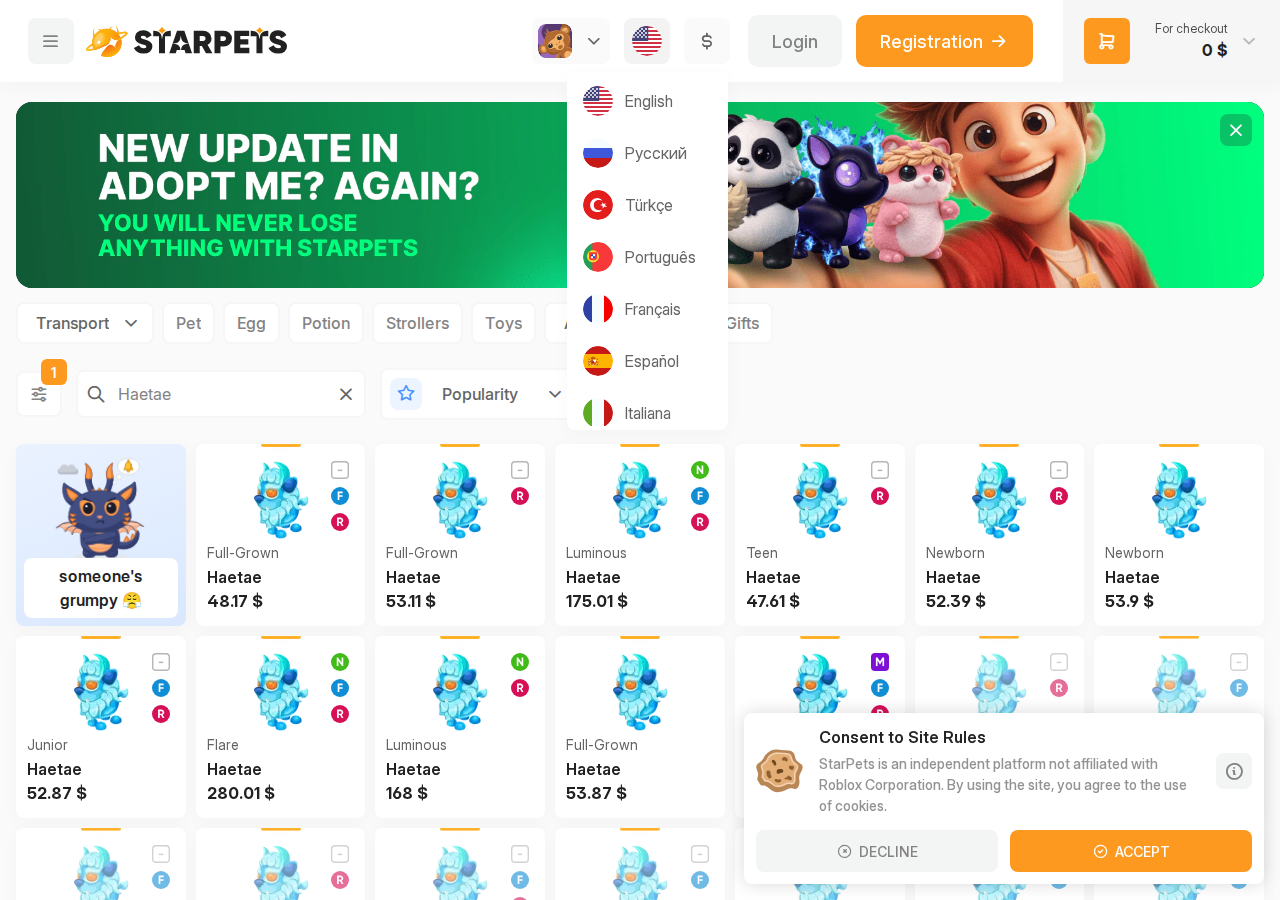 STARPETS
$
Login
Registration
For checkout
0 $
English
Русский
Türkçe
Português
Français
Español
Italiana
NEW UPDATE IN
ADOPT ME? AGAIN?
YOU WILL NEVER LOSE
ANYTHING WITH STARPETS
Transport
Pet
Egg
Potion
Strollers
Toys
Gifts
1
Haetae
Popularity
someone's
grumpy 😤
-
F
R
Full-Grown
Haetae
48.17 $
-
R
Full-Grown
Haetae
53.11 $
N
F
R
Luminous
Haetae
175.01 $
-
R
Teen
Haetae
47.61 $
-
R
Newborn
Haetae
52.39 $
Newborn
Haetae
53.9 $
-
F
R
Junior
Haetae
52.87 $
N
F
R
Flare
Haetae
280.01 $
N
R
Luminous
Haetae
168 $
Full-Grown
Haetae
53.87 $
M
F
R
-
R
-
F
Consent to Site Rules
StarPets is an independent platform not affiliated with
Roblox Corporation. By using the site, you agree to the use
of cookies.
DECLINE
ACCEPT
-
F
-
R
-
F
-
F